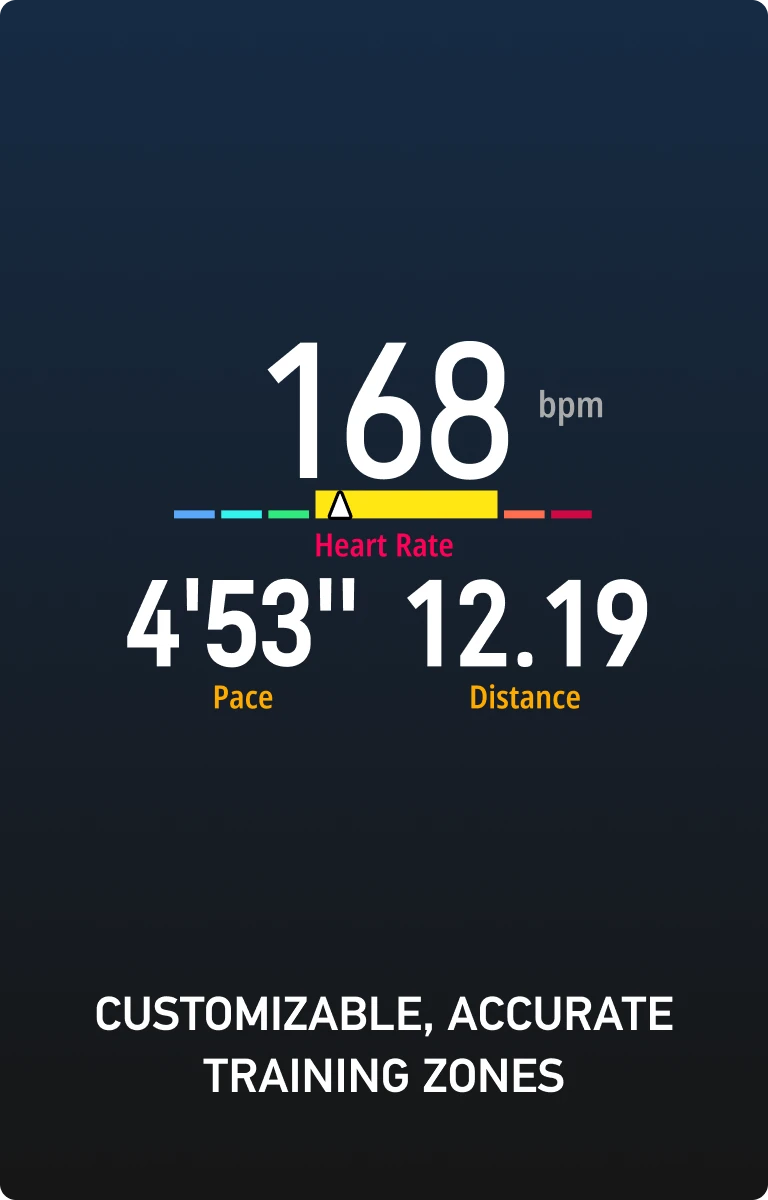 168 bpm
Heart Rate
4'53" 12.19
Pace Distance
CUSTOMIZABLE, ACCURATE
TRAINING ZONES